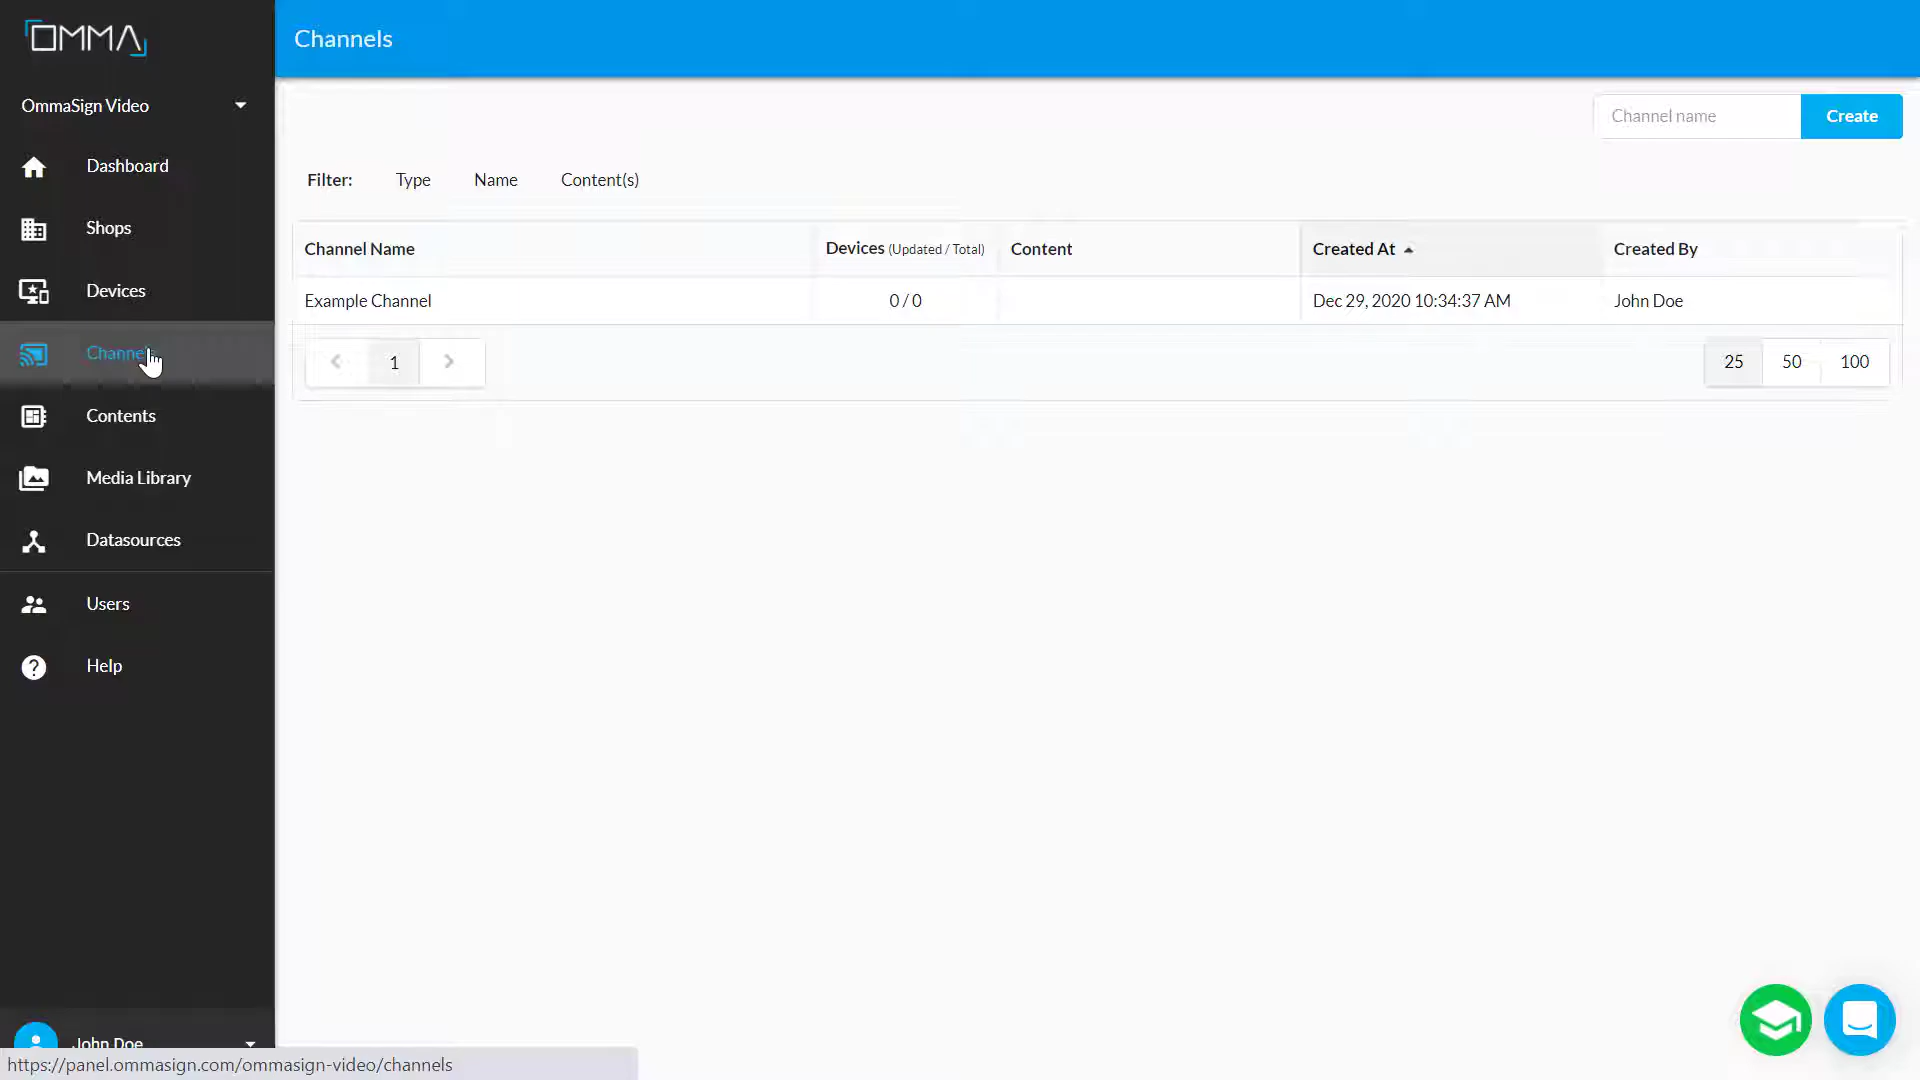 OMMA
Channels
OmmaSign Video
Channel name
Create
Dashboard
Filter:
Type
Name
Content(s)
Shops
Channel Name
Devices (Updated / Total)
Content
Created At
Created By
Devices
Example Channel
0 / 0
Dec 29, 2020 10:34:37 AM
John Doe
Channels
1
25
50
100
Contents
Media Library
Datasources
Users
Help
John Doe
https://panel.ommasign.com/ommasign-video/channels